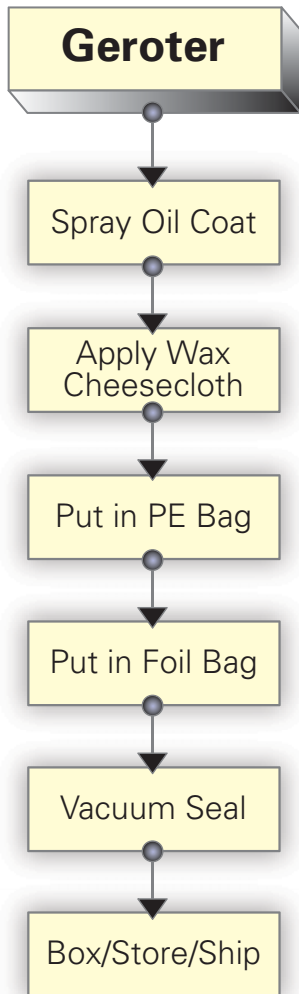 Geroter
Spray Oil Coat
Apply Wax
Cheesecloth
Put in PE Bag
Put in Foil Bag
Vacuum Seal
Box/Store/Ship